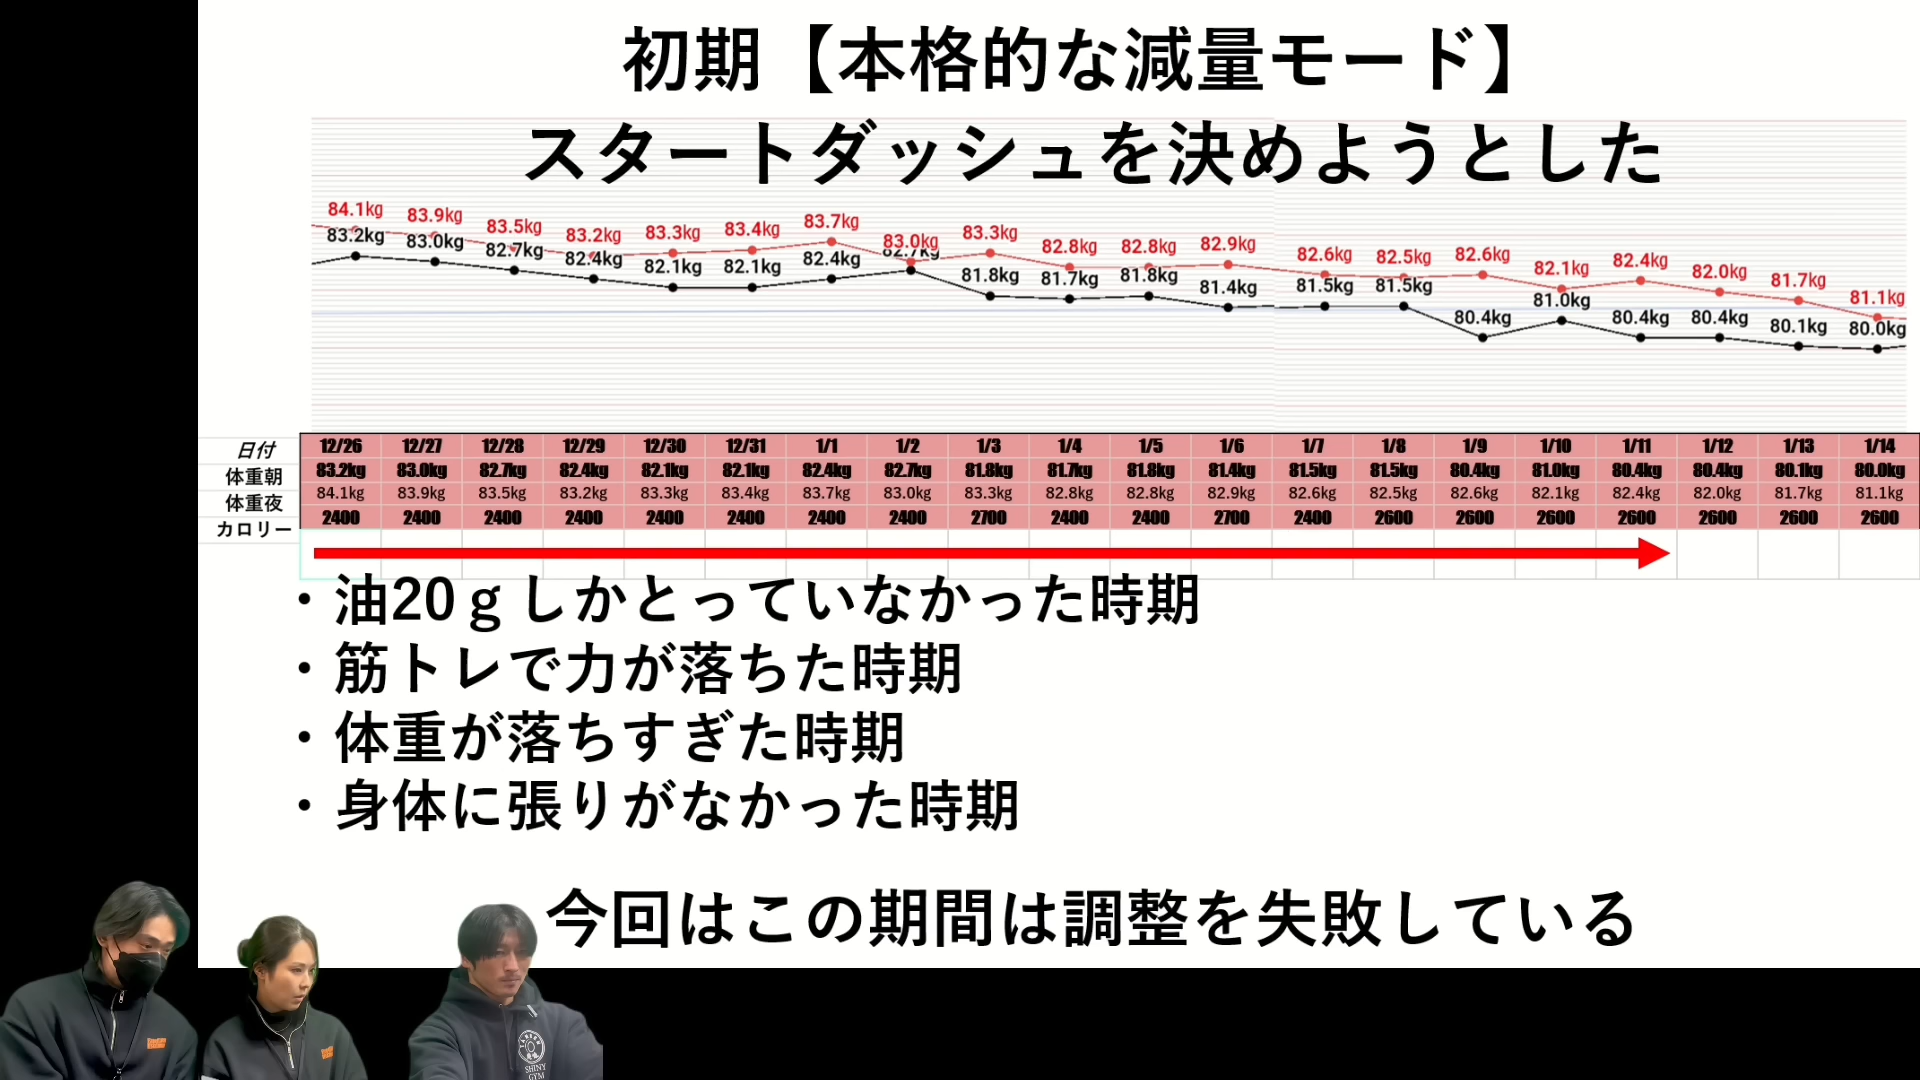 初期【本格的な減量モード】
スタートダッシュを決めようとした
84.1kg 83.9kg 83.5kg 83.2kg 83.3kg 83.4kg 83.7kg 83.0kg 83.3kg 82.8kg 82.8kg 82.9kg 82.6kg 82.5kg 82.6kg 82.1kg 82.4kg 82.0kg 81.7kg 81.1kg
83.2kg 83.0kg 82.7kg 82.4kg 82.1kg 82.1kg 82.4kg 82.7kg 81.8kg 81.7kg 81.8kg 81.4kg 81.5kg 81.5kg 80.4kg 81.0kg 80.4kg 80.4kg 80.1kg 80.0kg
日付 12/26 12/27 12/28 12/29 12/30 12/31 1/1 1/2 1/3 1/4 1/5 1/6 1/7 1/8 1/9 1/10 1/11 1/12 1/13 1/14
体重朝 83.2kg 83.0kg 82.7kg 82.4kg 82.1kg 82.1kg 82.4kg 82.7kg 81.8kg 81.7kg 81.8kg 81.4kg 81.5kg 81.5kg 80.4kg 81.0kg 80.4kg 80.4kg 80.1kg 80.0kg
体重夜 84.1kg 83.9kg 83.5kg 83.2kg 83.3kg 83.4kg 83.7kg 83.0kg 83.3kg 82.8kg 82.8kg 82.9kg 82.6kg 82.5kg 82.6kg 82.1kg 82.4kg 82.0kg 81.7kg 81.1kg
カロリー 2400 2400 2400 2400 2400 2400 2400 2400 2700 2400 2400 2700 2400 2600 2600 2600 2600 2600 2600 2600
・油20ｇしかとっていなかった時期
・筋トレで力が落ちた時期
・体重が落ちすぎた時期
・身体に張りがなかった時期
今回はこの期間は調整を失敗している
SHINY
GYM